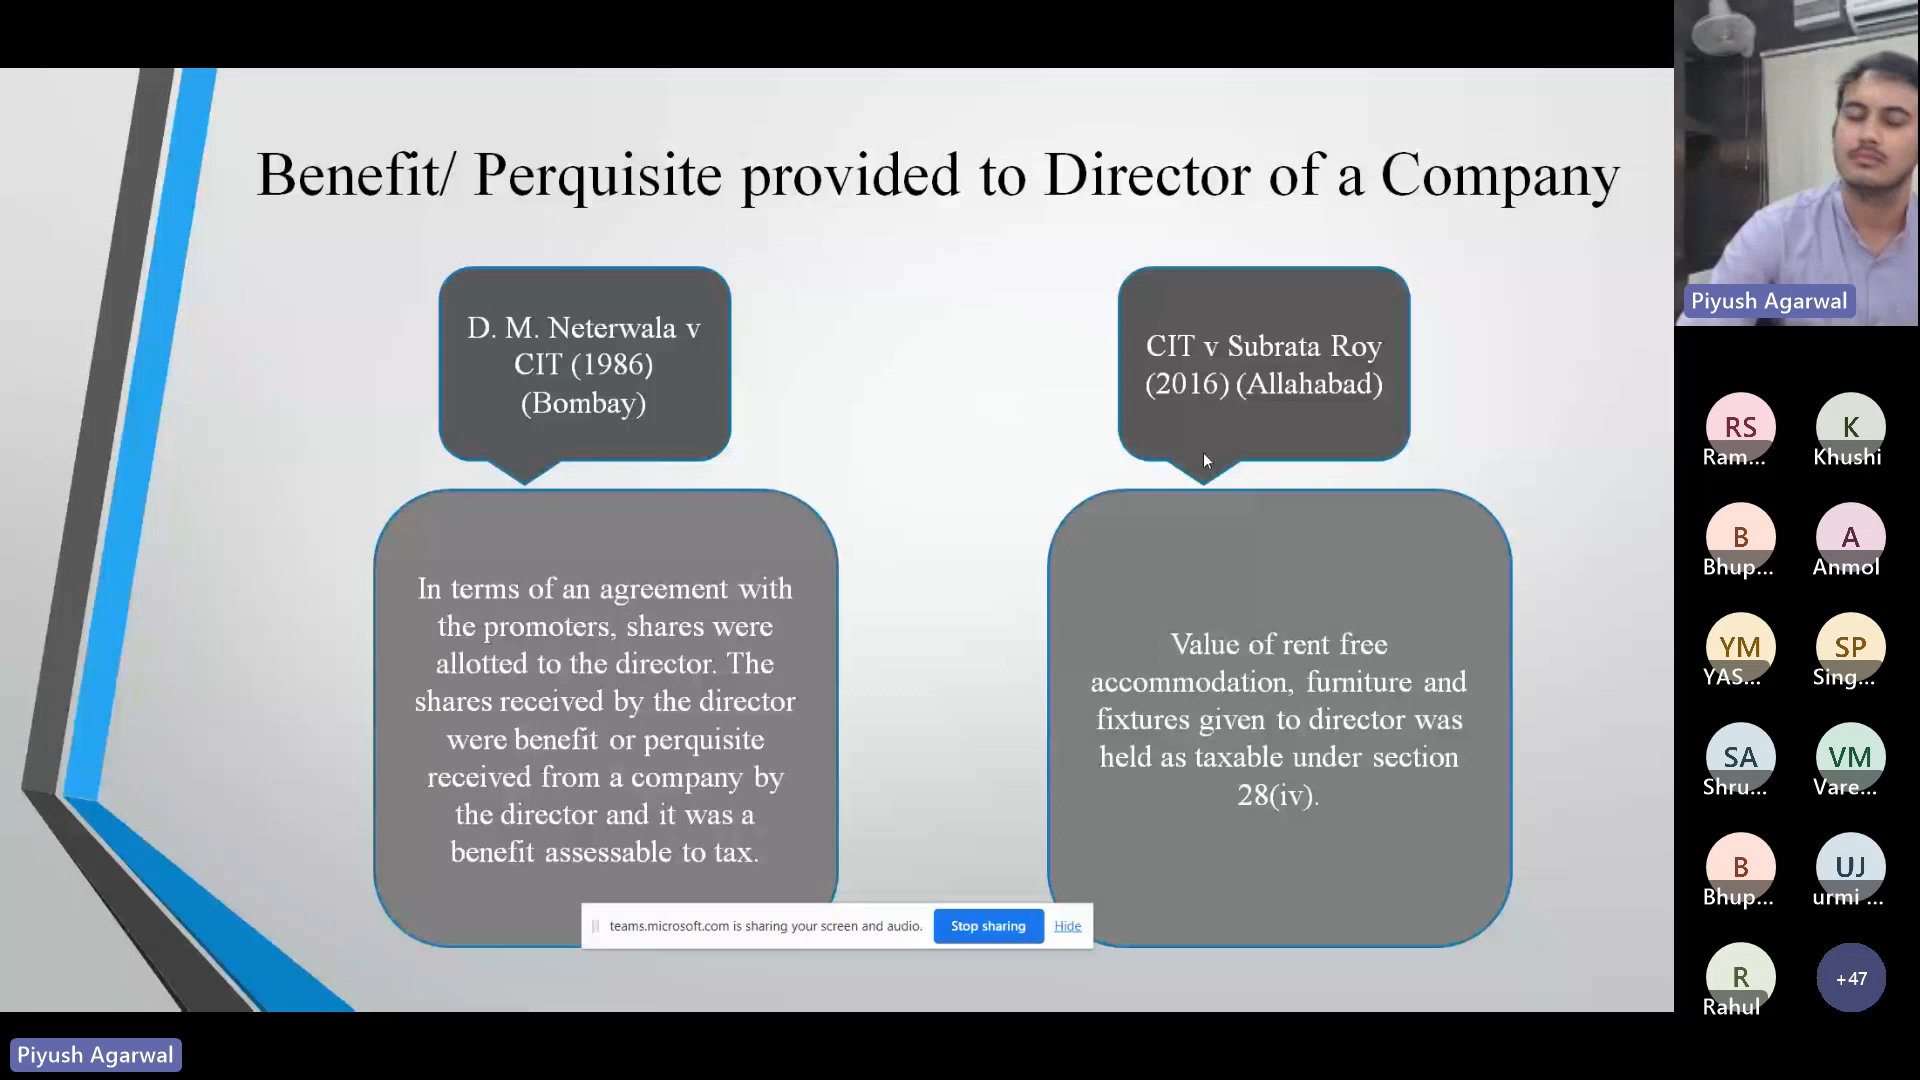 Benefit/ Perquisite provided to Director of a Company
D. M. Neterwala v
CIT (1986)
(Bombay)
In terms of an agreement with
the promoters, shares were
allotted to the director. The
shares received by the director
were benefit or perquisite
received from a company by
the director and it was a
benefit assessable to tax.
CIT v Subrata Roy
(2016) (Allahabad)
Value of rent free
accommodation, furniture and
fixtures given to director was
held as taxable under section
28(iv).
teams.microsoft.com is sharing your screen and audio. Stop sharing Hide
Piyush Agarwal
Piyush Agarwal
RS K
Ram... Khushi
B A
Bhup... Anmol
YM SP
YAS... Sing...
SA VM
Shru... Vare...
B UJ
Bhup... urmi ...
R +47
Rahul